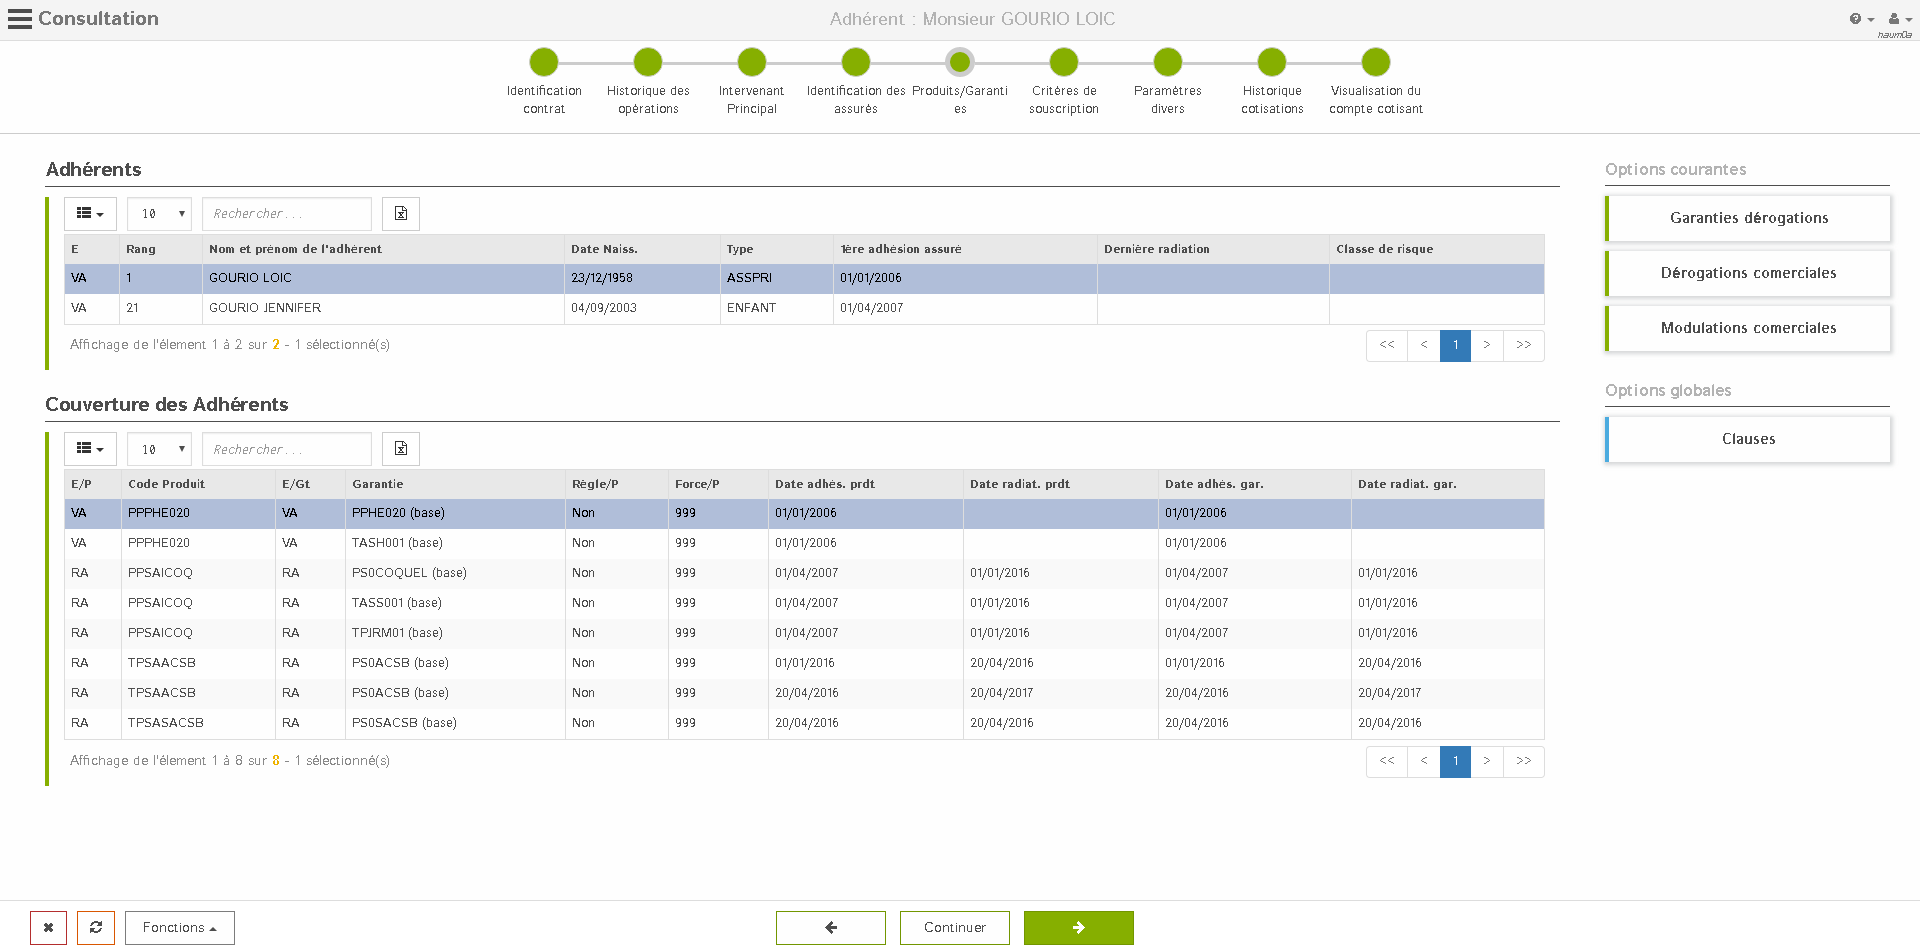 Consultation
Adhérent : Monsieur GOURIO LOIC
naum0a
Identification contrat
Historique des opérations
Intervenant Principal
Identification des assurés
Produits/Garanti es
Critères de souscription
Paramètres divers
Historique cotisations
Visualisation du compte cotisant
Adhérents
10 Rechercher...
E Rang Nom et prénom de l'adhérent Date Naiss. Type 1ère adhésion assuré Dernière radiation Classe de risque
VA 1 GOURIO LOIC 23/12/1958 ASSPRI 01/01/2006
VA 21 GOURIO JENNIFER 04/09/2003 ENFANT 01/04/2007
Affichage de l'élement 1 à 2 sur 2 - 1 sélectionné(s)
<< < 1 > >>
Couverture des Adhérents
10 Rechercher...
E/P Code Produit E/Gt Garantie Règle/P Force/P Date adhés. prdt Date radiat. prdt Date adhés. gar. Date radiat. gar.
VA PPPHE020 VA PPHE020 (base) Non 999 01/01/2006 01/01/2006
VA PPPHE020 VA TASH001 (base) Non 999 01/01/2006 01/01/2006
RA PPSAICOQ RA PS0COQUEL (base) Non 999 01/04/2007 01/01/2016 01/04/2007 01/01/2016
RA PPSAICOQ RA TASS001 (base) Non 999 01/04/2007 01/01/2016 01/04/2007 01/01/2016
RA PPSAICOQ RA TPJRM01 (base) Non 999 01/04/2007 01/01/2016 01/04/2007 01/01/2016
RA TPSAACSB RA PS0ACSB (base) Non 999 01/01/2016 20/04/2016 01/01/2016 20/04/2016
RA TPSAACSB RA PS0ACSB (base) Non 999 20/04/2016 20/04/2017 20/04/2016 20/04/2017
RA TPSASACSB RA PS0SACSB (base) Non 999 20/04/2016 20/04/2016 20/04/2016 20/04/2016
Affichage de l'élement 1 à 8 sur 8 - 1 sélectionné(s)
<< < 1 > >>
Options courantes
Garanties dérogations
Dérogations comerciales
Modulations comerciales
Options globales
Clauses
Fonctions
Continuer